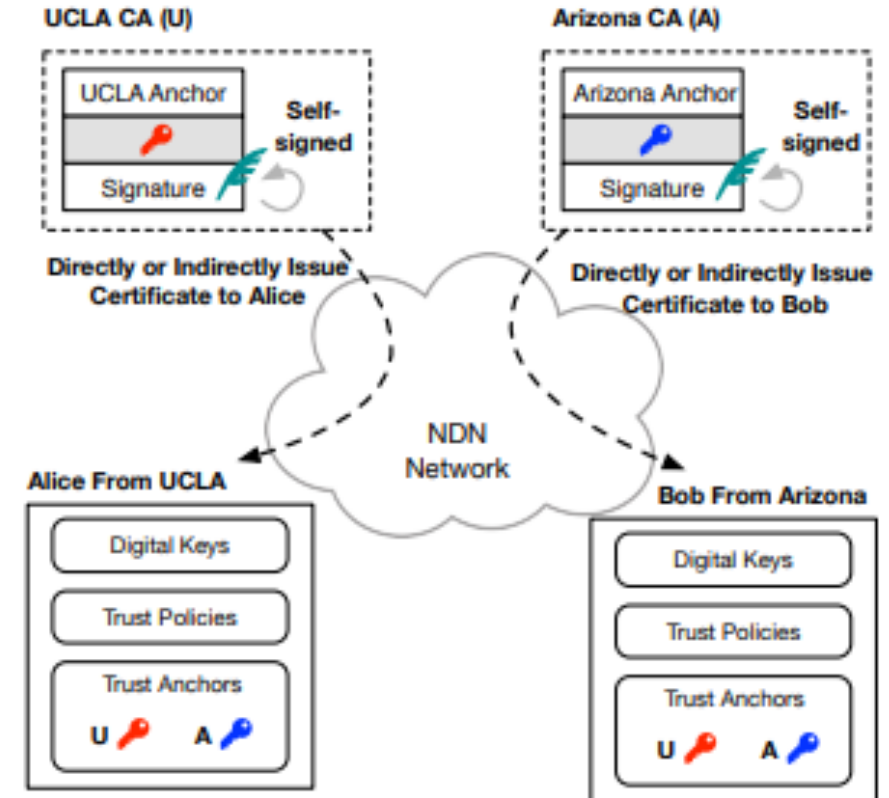 UCLA CA (U)
UCLA Anchor
Self-
signed
Signature
Directly or Indirectly Issue
Certificate to Alice
Arizona CA (A)
Arizona Anchor
Self-
signed
Signature
Directly or Indirectly Issue
Certificate to Bob
NDN
Network
Alice From UCLA
Digital Keys
Trust Policies
Trust Anchors
U A
Bob From Arizona
Digital Keys
Trust Policies
Trust Anchors
U A